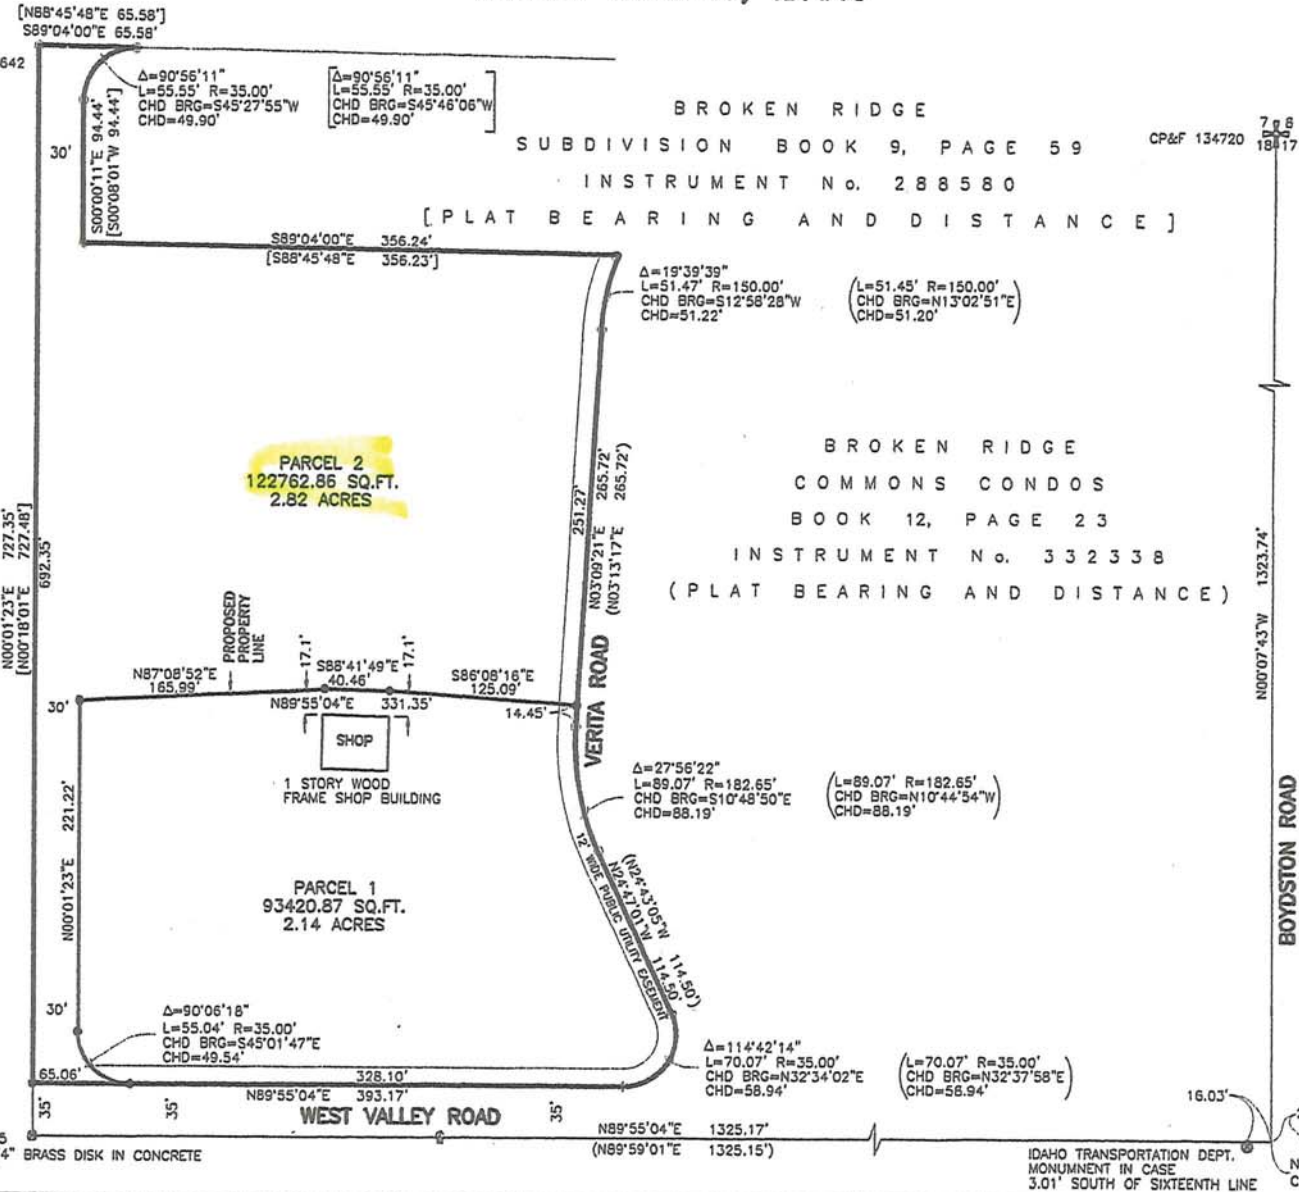 [N88°45'48"E 65.58']
S89°04'00"E 65.58'
642
Δ=90°56'11"
L=55.55' R=35.00'
CHD BRG=S45°27'55"W
CHD=49.90'
[Δ=90°56'11"
L=55.55' R=35.00'
CHD BRG=S45°46'06"W
CHD=49.90']
30'
S00°00'11"E 94.44'
[S00°08'01"W 94.44']
BROKEN RIDGE
SUBDIVISION BOOK 9, PAGE 59
INSTRUMENT No. 288580
[PLAT BEARING AND DISTANCE]
CP&F 134720
7 8
18 17
S89°04'00"E 356.24'
[S88°45'48"E 356.23']
Δ=19°39'39"
L=51.47' R=150.00'
CHD BRG=S12°58'28"W
CHD=51.22'
(L=51.45' R=150.00'
CHD BRG=N13°02'51"E
CHD=51.20')
PARCEL 2
122762.86 SQ.FT.
2.82 ACRES
BROKEN RIDGE
COMMONS CONDOS
BOOK 12, PAGE 23
INSTRUMENT No. 332338
(PLAT BEARING AND DISTANCE)
N00°01'23"E 727.35'
[N00°18'01"E 727.48']
692.35'
251.27'
N03°09'21"E 265.72'
(N03°13'17"E 265.72')
N00°07'43"W 1323.74'
PROPOSED
PROPERTY
LINE
N87°08'52"E
165.99'
17.1'
S88°41'49"E
40.46'
17.1'
S86°08'16"E
125.09'
30'
N89°55'04"E 331.35'
14.45'
VERITA ROAD
SHOP
1 STORY WOOD
FRAME SHOP BUILDING
Δ=27°56'22"
L=89.07' R=182.65'
CHD BRG=S10°48'50"E
CHD=88.19'
(L=89.07' R=182.65'
CHD BRG=N10°44'54"W
CHD=88.19')
N00°01'23"E 221.22'
12' WIDE PUBLIC UTILITY EASEMENT
(N24°43'05"W 114.50')
N24°47'01"W 114.50'
BOYDSTON ROAD
PARCEL 1
93420.87 SQ.FT.
2.14 ACRES
30'
Δ=90°06'18"
L=55.04' R=35.00'
CHD BRG=S45°01'47"E
CHD=49.54'
Δ=114°42'14"
L=70.07' R=35.00'
CHD BRG=N32°34'02"E
CHD=58.94'
(L=70.07' R=35.00'
CHD BRG=N32°37'58"E
CHD=58.94')
65.06'
328.10'
N89°55'04"E 393.17'
35'
35'
WEST VALLEY ROAD
35'
16.03'
N89°55'04"E 1325.17'
(N89°59'01"E 1325.15')
5
4" BRASS DISK IN CONCRETE
IDAHO TRANSPORTATION DEPT.
MONUMNENT IN CASE
3.01' SOUTH OF SIXTEENTH LINE
N
C